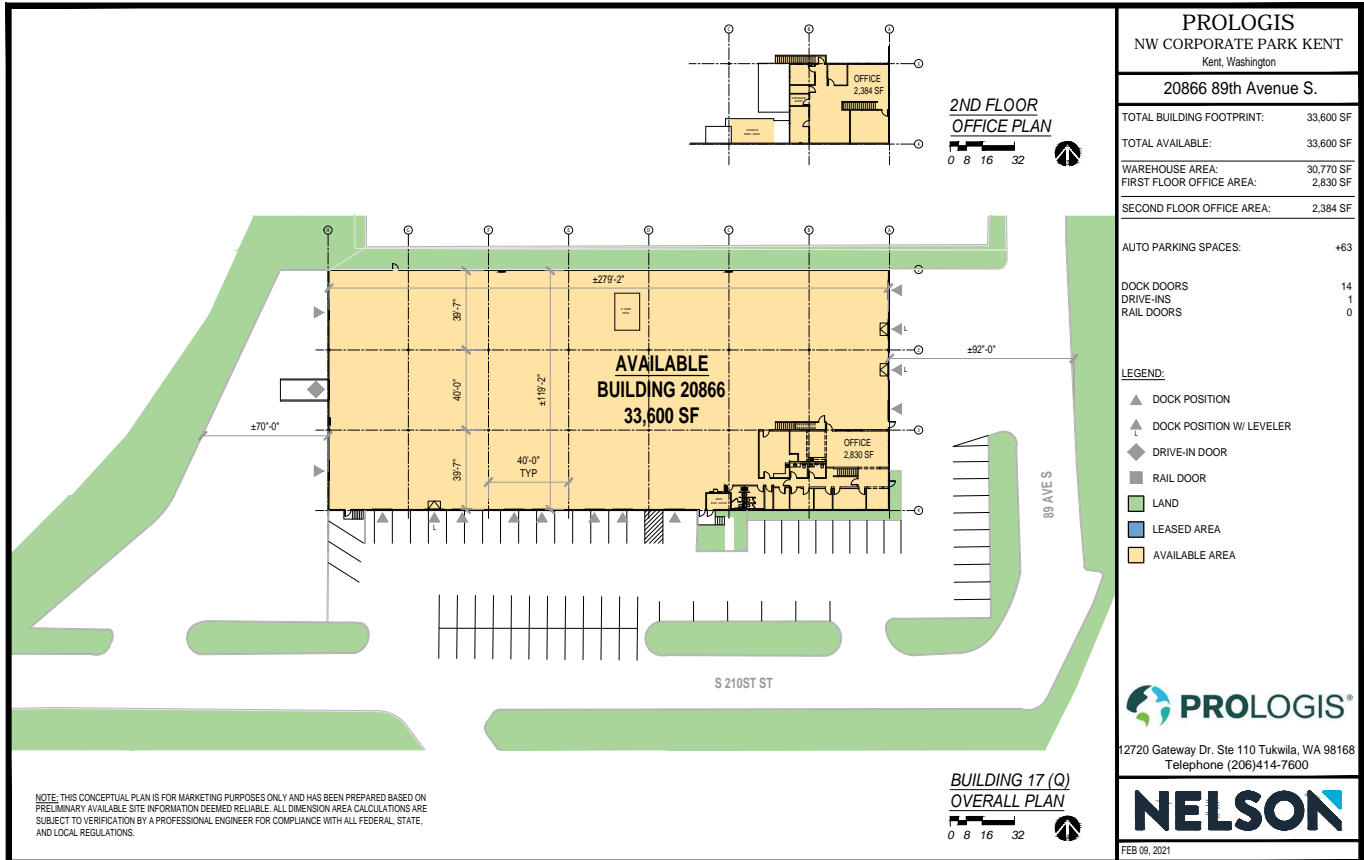 OFFICE
2,384 SF
2ND FLOOR
OFFICE PLAN
0 8 16 32
±279'-2"
39'-7"
40'-0"
39'-7"
±119'-2"
40'-0"
TYP
AVAILABLE
BUILDING 20866
33,600 SF
OFFICE
2,830 SF
±92"-0"
±70"-0"
L
L
L
89 AVE S
S 210ST ST
BUILDING 17 (Q)
OVERALL PLAN
0 8 16 32
NOTE: THIS CONCEPTUAL PLAN IS FOR MARKETING PURPOSES ONLY AND HAS BEEN PREPARED BASED ON
PRELIMINARY AVAILABLE SITE INFORMATION DEEMED RELIABLE. ALL DIMENSION AREA CALCULATIONS ARE
SUBJECT TO VERIFICATION BY A PROFESSIONAL ENGINEER FOR COMPLIANCE WITH ALL FEDERAL, STATE,
AND LOCAL REGULATIONS.
PROLOGIS
NW CORPORATE PARK KENT
Kent, Washington
20866 89th Avenue S.
TOTAL BUILDING FOOTPRINT: 33,600 SF
TOTAL AVAILABLE: 33,600 SF
WAREHOUSE AREA: 30,770 SF
FIRST FLOOR OFFICE AREA: 2,830 SF
SECOND FLOOR OFFICE AREA: 2,384 SF
AUTO PARKING SPACES: +63
DOCK DOORS 14
DRIVE-INS 1
RAIL DOORS 0
LEGEND:
DOCK POSITION
DOCK POSITION W/ LEVELER
L
DRIVE-IN DOOR
RAIL DOOR
LAND
LEASED AREA
AVAILABLE AREA
PROLOGIS®
12720 Gateway Dr. Ste 110 Tukwila, WA 98168
Telephone (206)414-7600
NELSON
FEB 09, 2021